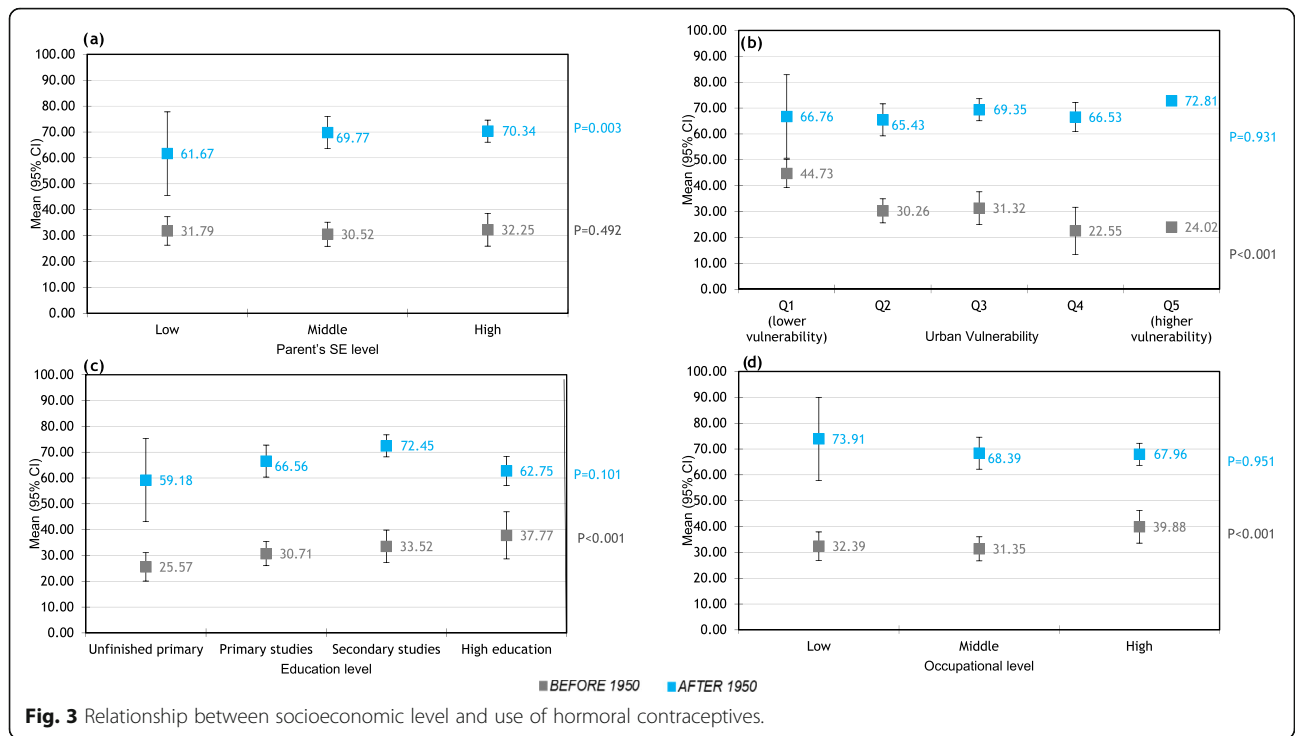 (a)
100.00
90.00
80.00
70.00
60.00
50.00
40.00
30.00
20.00
10.00
0.00
Mean (95% CI)
61.67
69.77
70.34
31.79
30.52
32.25
P=0.003
P=0.492
Low Middle High
Parent's SE level
(b)
100.00
90.00
80.00
70.00
60.00
50.00
40.00
30.00
20.00
10.00
0.00
Mean (95% CI)
66.76
65.43
69.35
66.53
72.81
44.73
30.26
31.32
22.55
24.02
P=0.931
P<0.001
Q1 Q2 Q3 Q4 Q5
(lower (higher
vulnerability) Urban Vulnerability vulnerability)
(c)
100.00
90.00
80.00
70.00
60.00
50.00
40.00
30.00
20.00
10.00
0.00
Mean (95% CI)
59.18
66.56
72.45
62.75
25.57
30.71
33.52
37.77
P=0.101
P<0.001
Unfinished primary Primary studies Secondary studies High education
Education level
(d)
100.00
90.00
80.00
70.00
60.00
50.00
40.00
30.00
20.00
10.00
0.00
Mean (95% CI)
73.91
68.39
67.96
32.39
31.35
39.88
P=0.951
P<0.001
Low Middle High
Occupational level
BEFORE 1950 AFTER 1950
Fig. 3 Relationship between socioeconomic level and use of hormoral contraceptives.